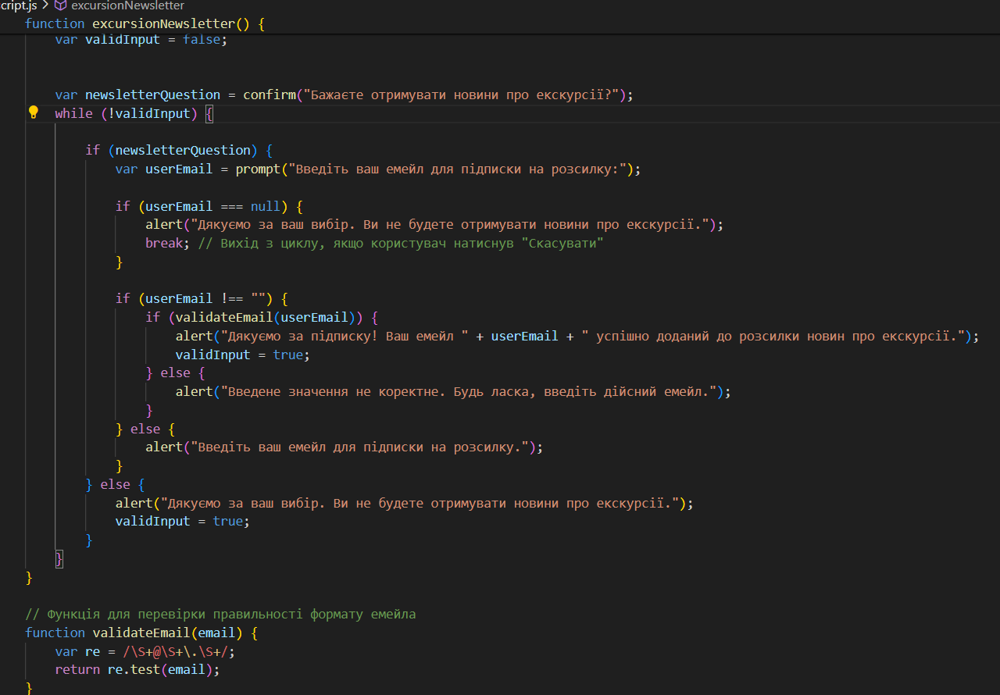 cript.js > excursionNewsletter
function excursionNewsletter() {
var validInput = false;
var newsletterQuestion = confirm("Бажаєте отримувати новини про екскурсії?");
while (!validInput) {
if (newsletterQuestion) {
var userEmail = prompt("Введіть ваш емейл для підписки на розсилку:");
if (userEmail === null) {
alert("Дякуємо за ваш вибір. Ви не будете отримувати новини про екскурсії.");
break; // Вихід з циклу, якщо користувач натиснув "Скасувати"
}
if (userEmail !== "") {
if (validateEmail(userEmail)) {
alert("Дякуємо за підписку! Ваш емейл " + userEmail + " успішно доданий до розсилки новин про екскурсії.");
validInput = true;
} else {
alert("Введене значення не коректне. Будь ласка, введіть дійсний емейл.");
}
} else {
alert("Введіть ваш емейл для підписки на розсилку.");
}
} else {
alert("Дякуємо за ваш вибір. Ви не будете отримувати новини про екскурсії.");
validInput = true;
}
}
}
// Функція для перевірки правильності формату емейла
function validateEmail(email) {
var re = /\S+@\S+\.\S+/;
return re.test(email);
}